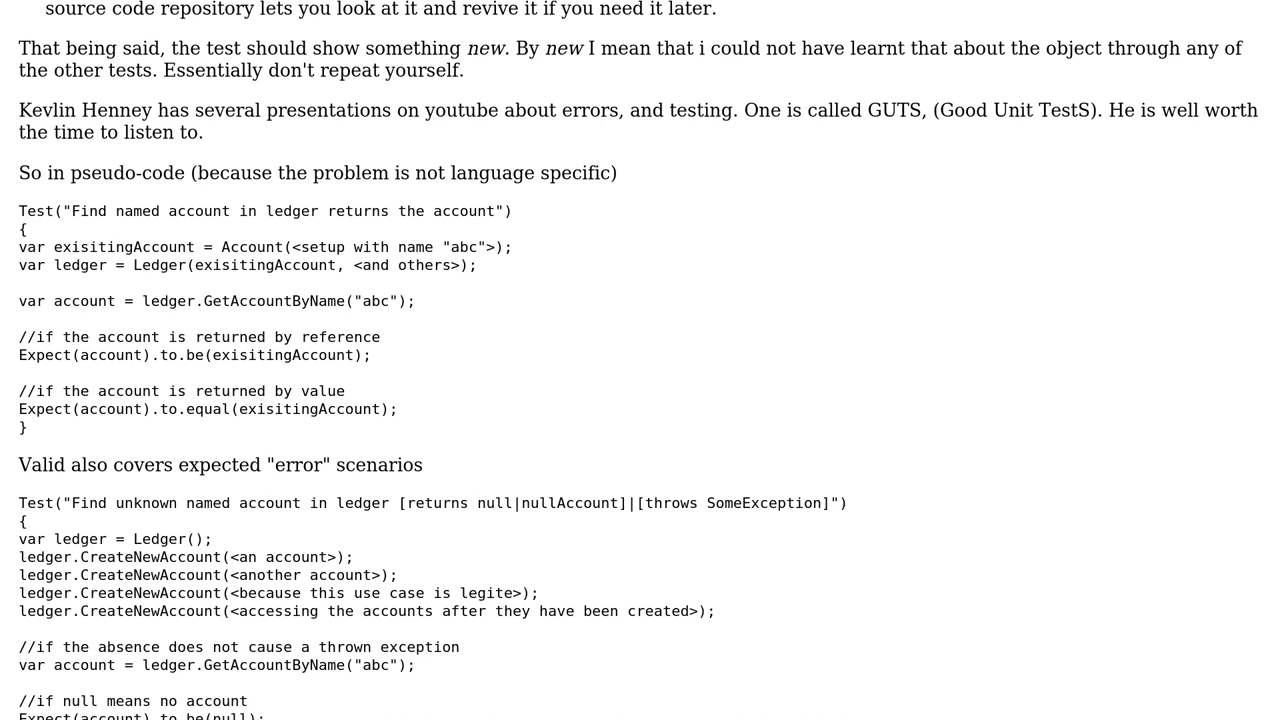 source code repository lets you look at it and revive it if you need it later.
That being said, the test should show something new. By new I mean that i could not have learnt that about the object through any of
the other tests. Essentially don't repeat yourself.
Kevlin Henney has several presentations on youtube about errors, and testing. One is called GUTS, (Good Unit TestS). He is well worth
the time to listen to.
So in pseudo-code (because the problem is not language specific)
Test("Find named account in ledger returns the account")
{
var exisitingAccount = Account(<setup with name "abc">);
var ledger = Ledger(exisitingAccount, <and others>);
var account = ledger.GetAccountByName("abc");
//if the account is returned by reference
Expect(account).to.be(exisitingAccount);
//if the account is returned by value
Expect(account).to.equal(exisitingAccount);
}
Valid also covers expected "error" scenarios
Test("Find unknown named account in ledger [returns null|nullAccount]|[throws SomeException]")
{
var ledger = Ledger();
ledger.CreateNewAccount(<an account>);
ledger.CreateNewAccount(<another account>);
ledger.CreateNewAccount(<because this use case is legite>);
ledger.CreateNewAccount(<accessing the accounts after they have been created>);
//if the absence does not cause a thrown exception
var account = ledger.GetAccountByName("abc");
//if null means no account
Expect(account).to.be(null);